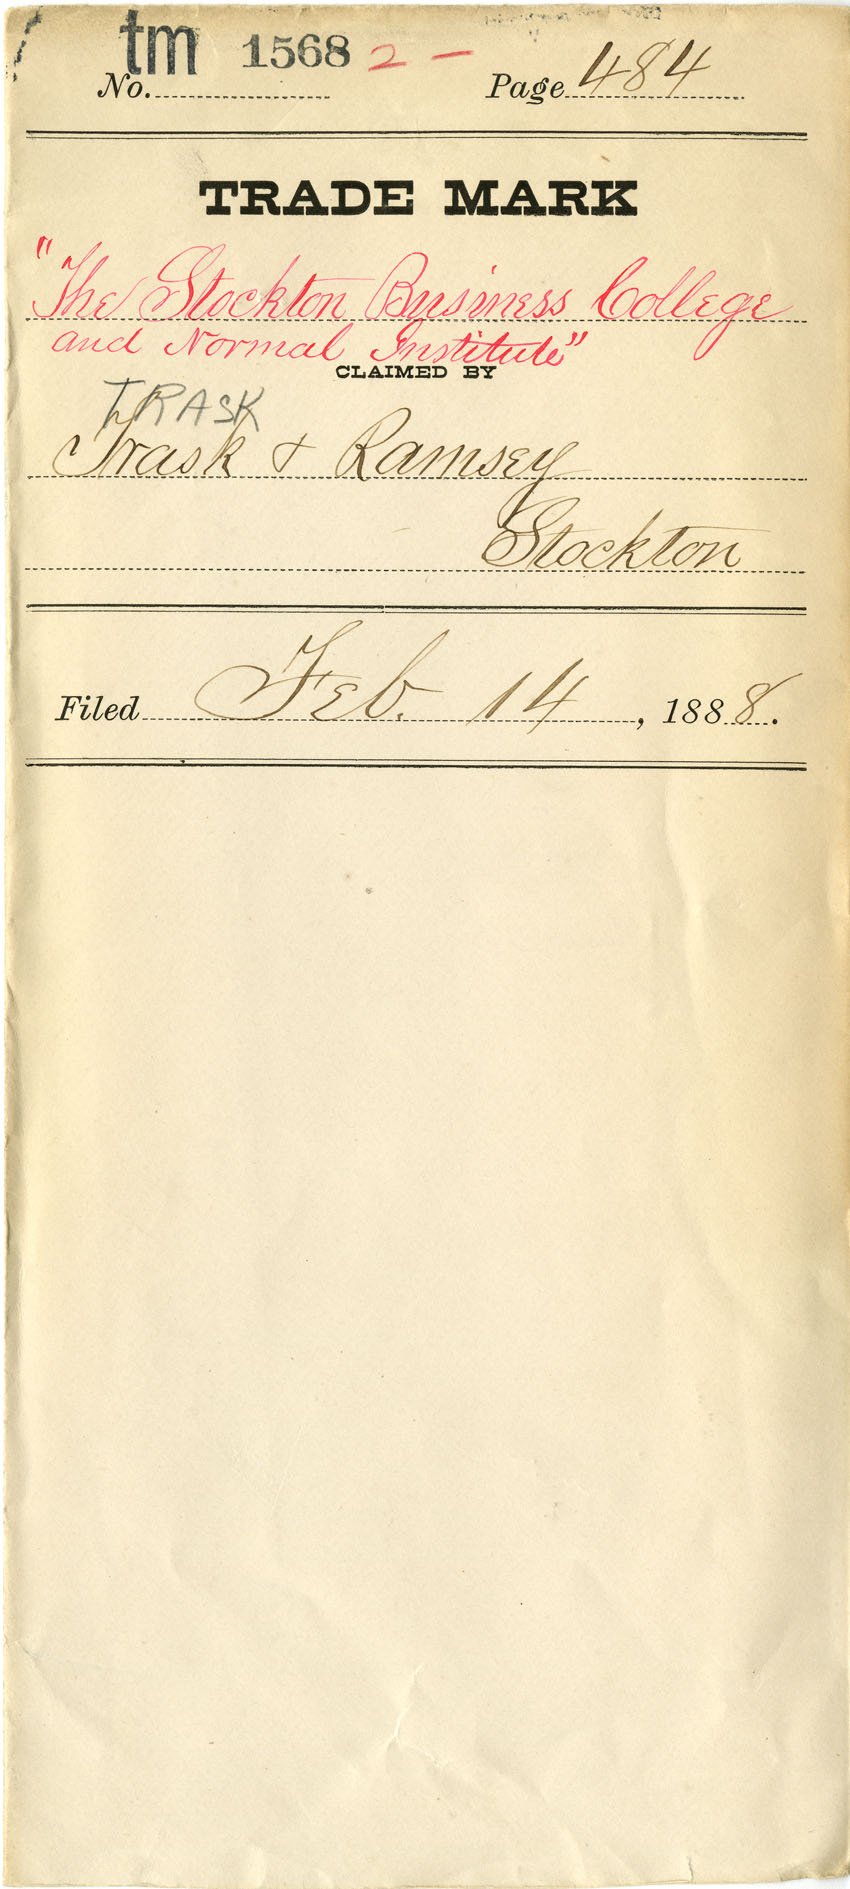 tm 1568 2 -
No. Page 484
TRADE MARK
"The Stockton Business College
and Normal Institute"
CLAIMED BY
TRASK
Trask & Ramsey
Stockton
Filed Feb. 14, 1888.